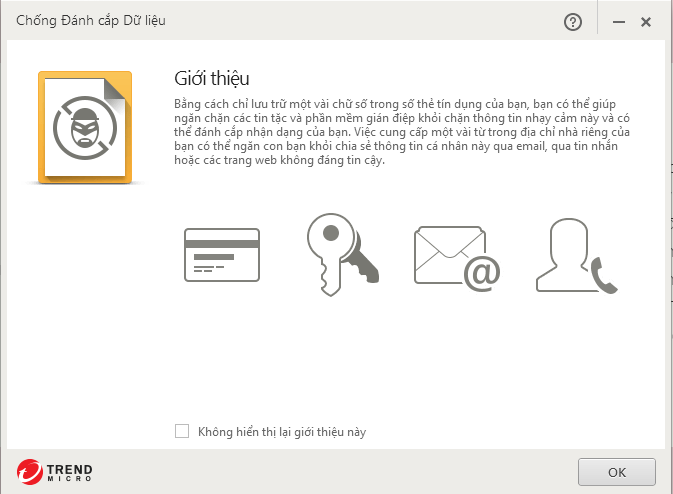 Chống Đánh cắp Dữ liệu
Giới thiệu
Bằng cách chỉ lưu trữ một vài chữ số trong số thẻ tín dụng của bạn, bạn có thể giúp
ngăn chặn các tin tặc và phần mềm gián điệp khỏi chặn thông tin nhạy cảm này và có
thể đánh cắp nhận dạng của bạn. Việc cung cấp một vài từ trong địa chỉ nhà riêng của
bạn có thể ngăn con bạn khỏi chia sẻ thông tin cá nhân này qua email, qua tin nhắn
hoặc các trang web không đáng tin cậy.
@
Không hiển thị lại giới thiệu này
TREND
MICRO
OK